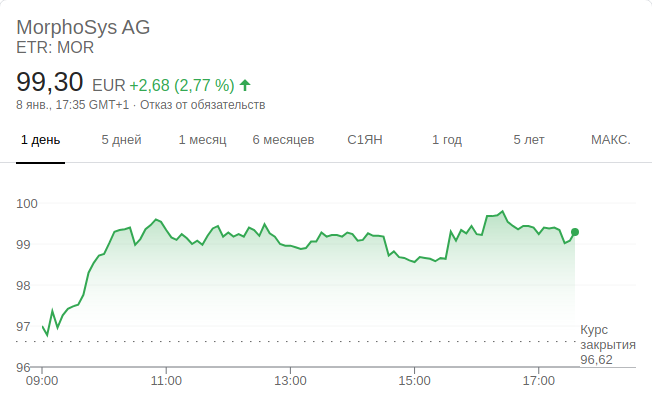 MorphoSys AG
ETR: MOR
99,30 EUR +2,68 (2,77 %) ↑
8 янв., 17:35 GMT+1 · Отказ от обязательств
1 день 5 дней 1 месяц 6 месяцев С1ЯН 1 год 5 лет МАКС.
100
99
98
97
96
Курс
закрытия
96,62
09:00 11:00 13:00 15:00 17:00